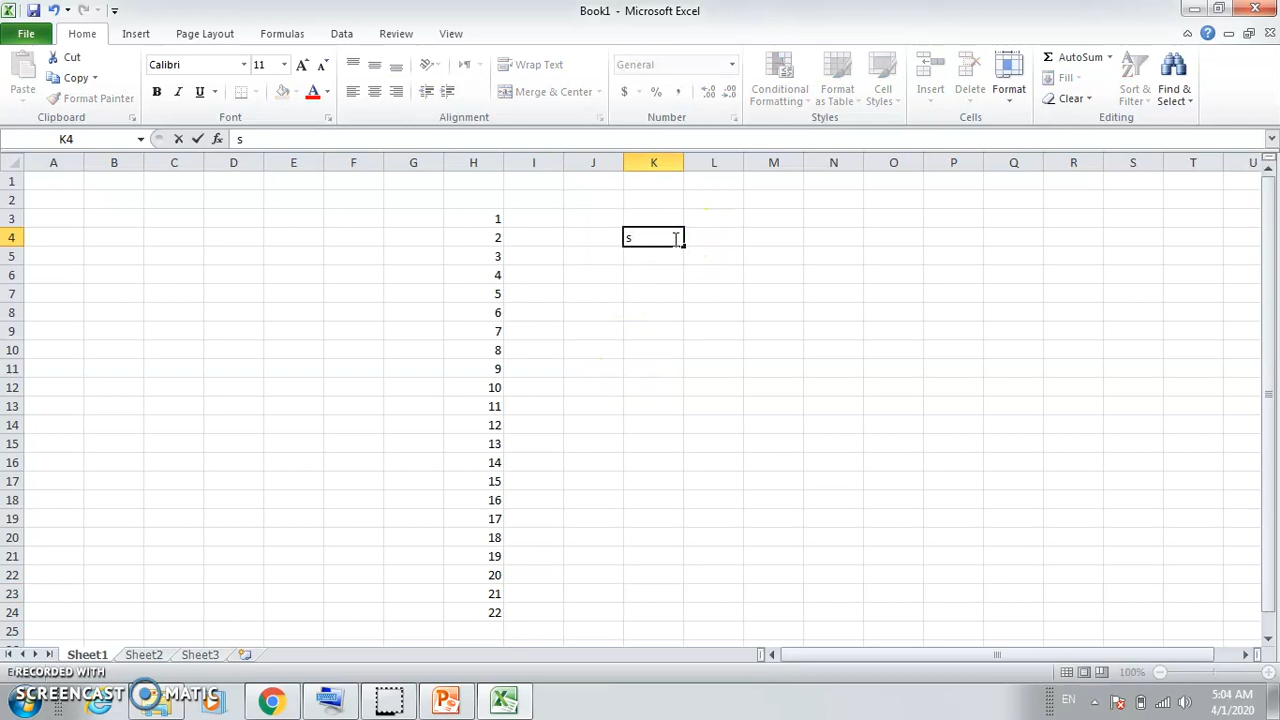 Book1 - Microsoft Excel
File Home Insert Page Layout Formulas Data Review View
Paste
Cut
Copy
Format Painter
Clipboard
Calibri 11
B I U
Font
Wrap Text
Merge & Center
Alignment
General
$ % ,
Number
Conditional Formatting
Format as Table
Cell Styles
Styles
Insert Delete Format
Cells
Σ AutoSum
Fill
Clear
Sort & Filter
Find & Select
Editing
K4 fx s
A B C D E F G H I J K L M N O P Q R S T U
1
2
3 1
4 2 s
5 3
6 4
7 5
8 6
9 7
10 8
11 9
12 10
13 11
14 12
15 13
16 14
17 15
18 16
19 17
20 18
21 19
22 20
23 21
24 22
25
Sheet1 Sheet2 Sheet3
100%
RECORDED WITH
SCREENCAST MATIC
EN
5:04 AM
4/1/2020